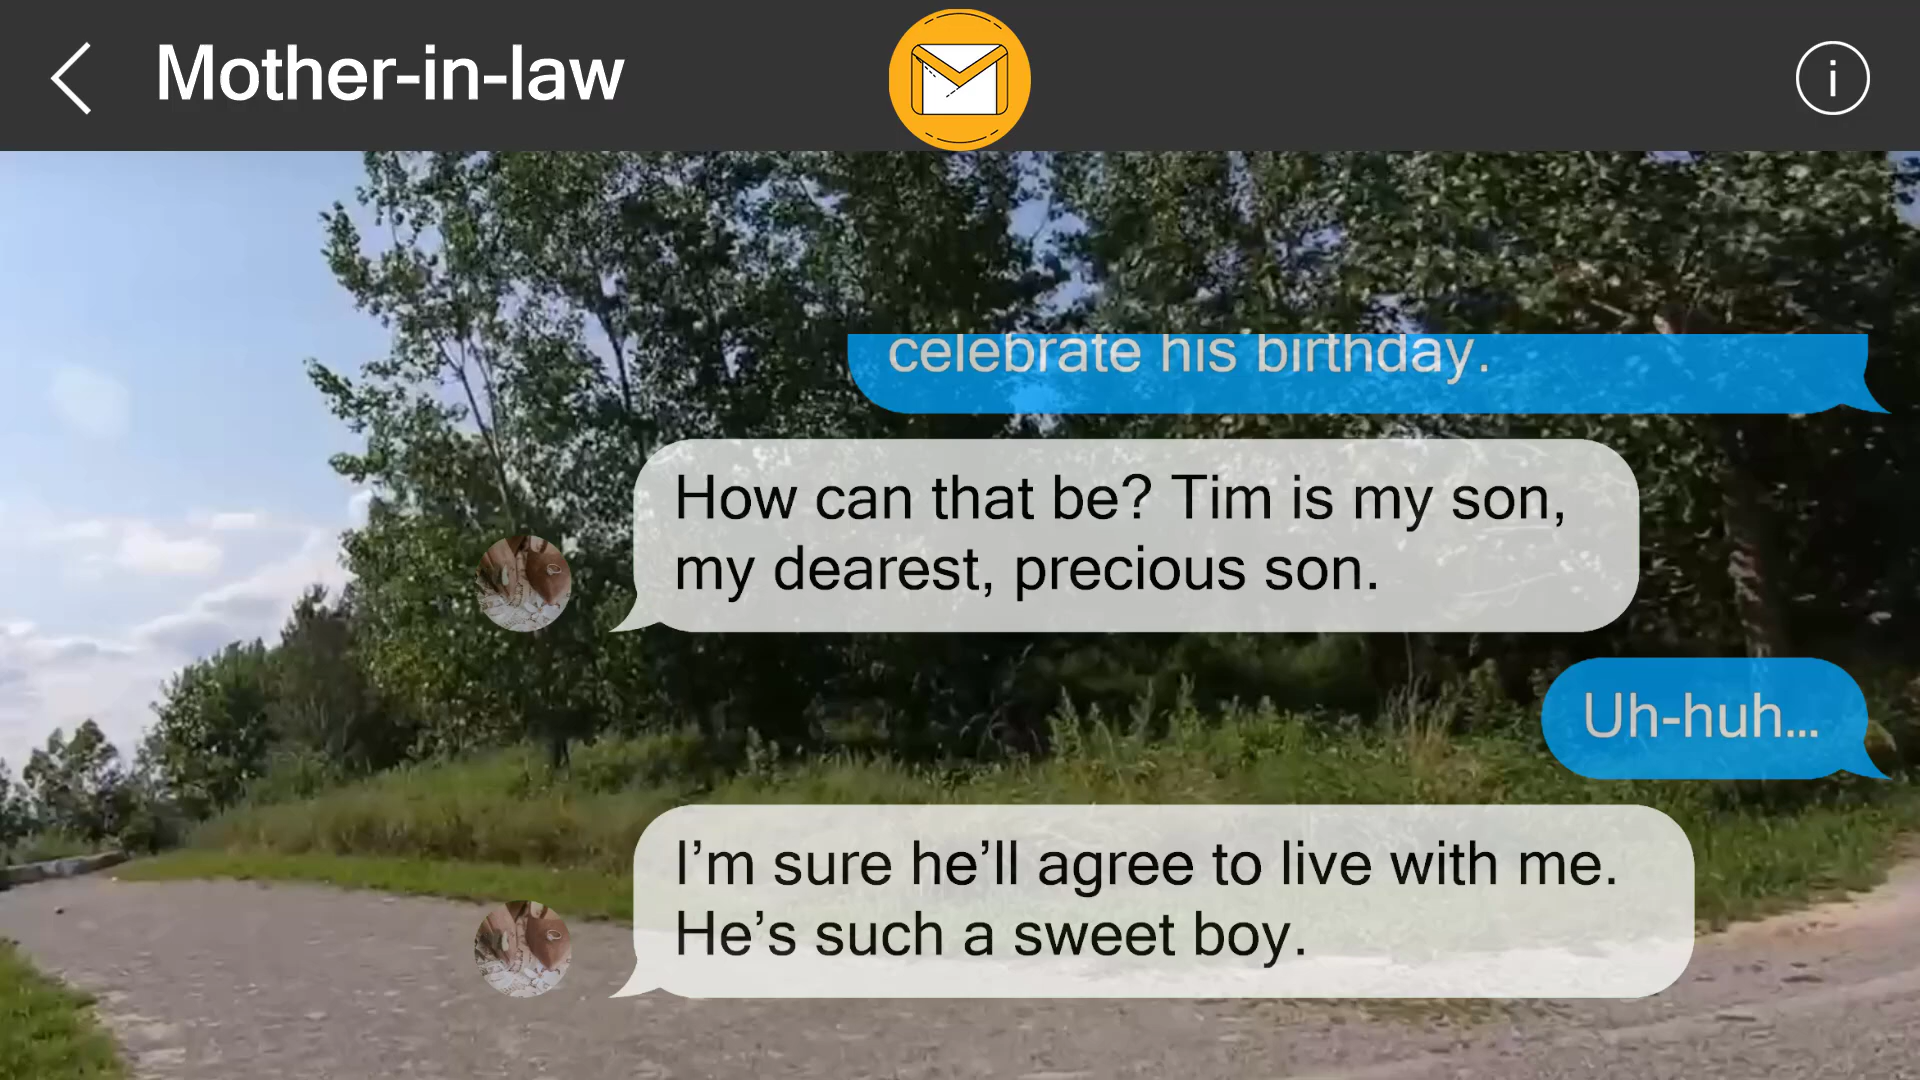 Mother-in-law
celebrate his birthday.
How can that be? Tim is my son,
my dearest, precious son.
Uh-huh...
I’m sure he’ll agree to live with me.
He’s such a sweet boy.